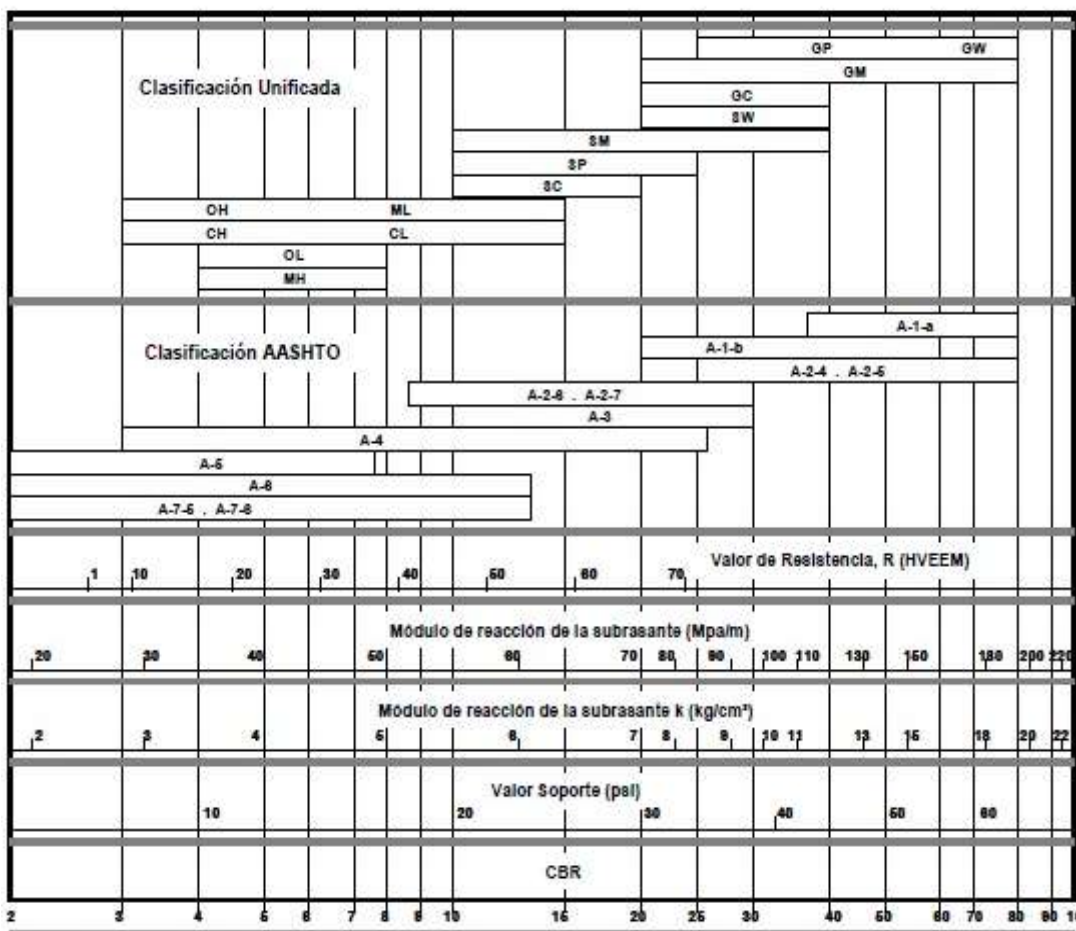 GP GW
GM
Clasificación Unificada
GC
SW
SM
SP
SC
OH ML
CH CL
OL
MH
A-1-a
Clasificación AASHTO
A-1-b
A-2-4 . A-2-5
A-2-6 . A-2-7
A-3
A-4
A-5
A-6
A-7-5 . A-7-6
Valor de Resistencia, R (HVEEM)
1 10 20 30 40 50 60 70
Módulo de reacción de la subrasante (Mpa/m)
20 30 40 50 60 70 80 90 100 110 130 150 180 200 220
Módulo de reacción de la subrasante k (kg/cm³)
2 3 4 5 6 7 8 9 10 11 13 15 18 20 22
Valor Soporte (psi)
10 20 30 40 50 60
CBR
2 3 4 5 6 7 8 9 10 15 20 25 30 40 50 60 70 80 90 10